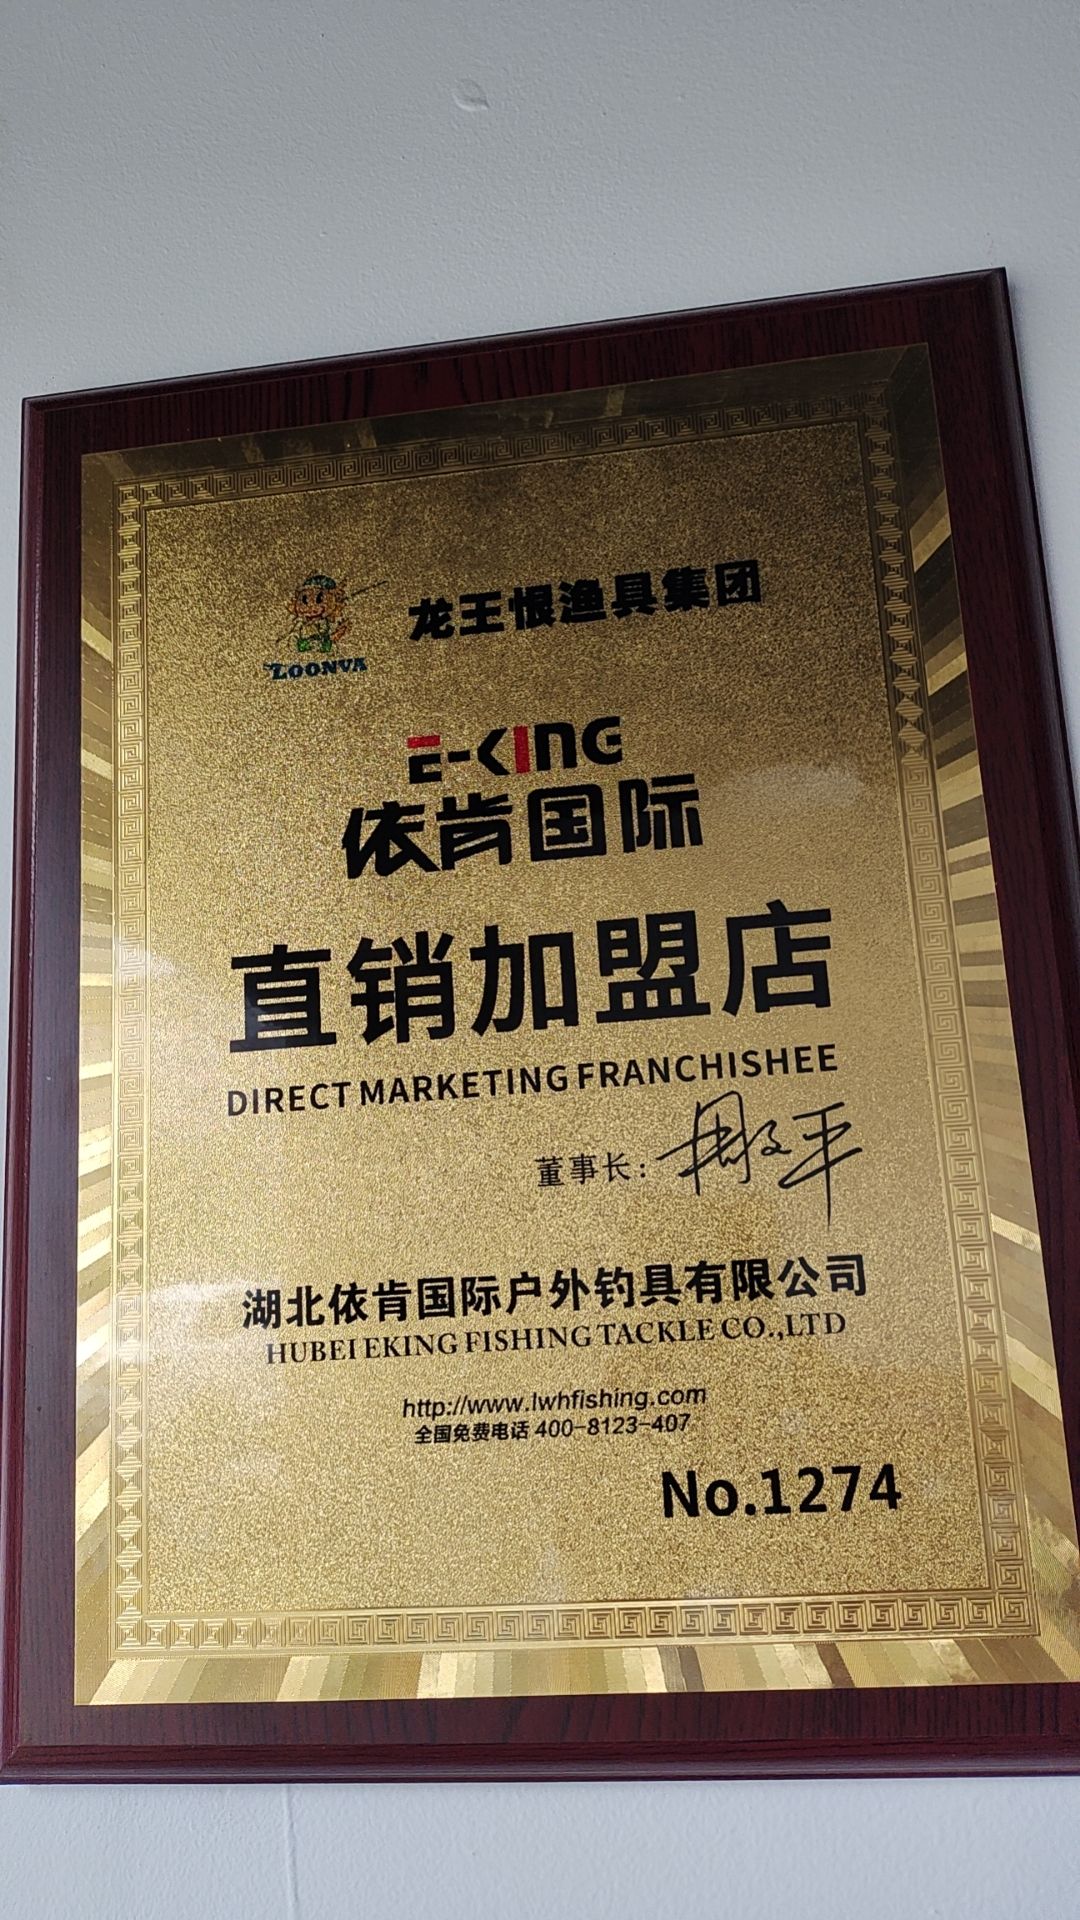 龙王恨渔具集团
LOONVA
E-KING
依肯国际
直销加盟店
DIRECT MARKETING FRANCHISHEE
董事长:
湖北依肯国际户外钓具有限公司
HUBEI EKING FISHING TACKLE CO.,LTD
http://www.lwhfishing.com
全国免费电话 400-8123-407
No.1274